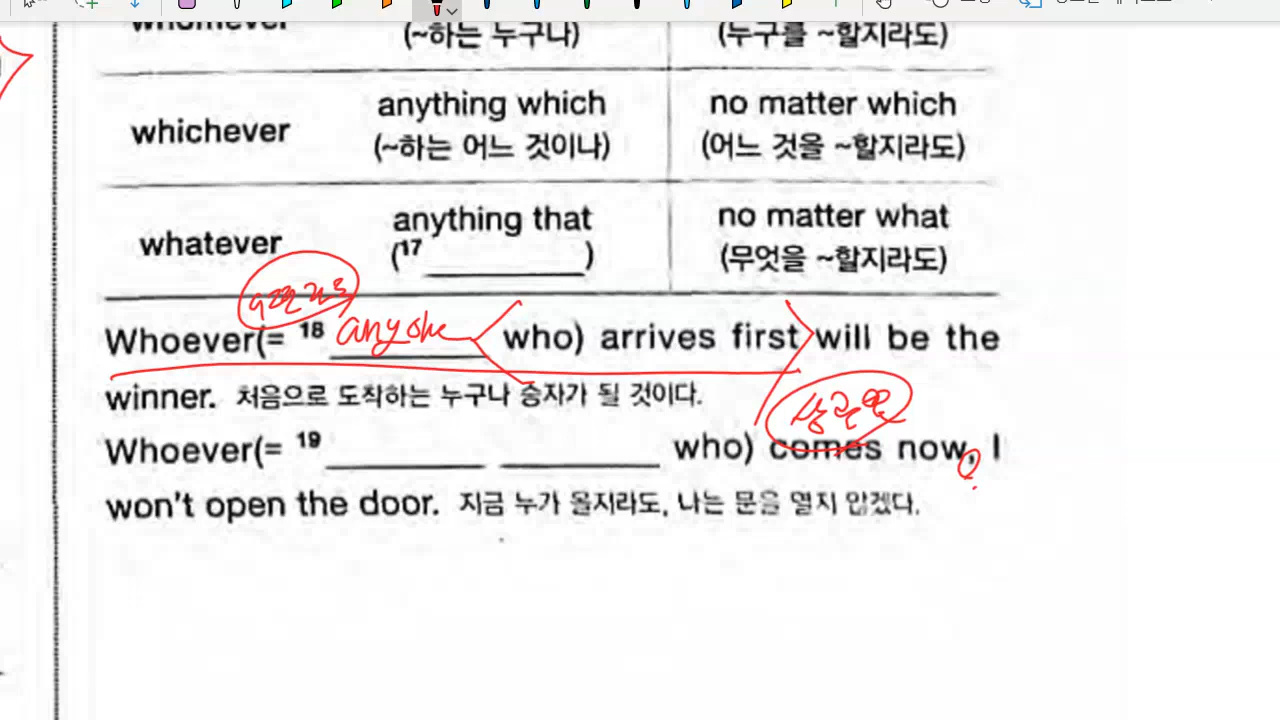 whomever (~하는 누구나) (누구를 ~할지라도)
anything which no matter which
whichever
(~하는 어느 것이나) (어느 것을 ~할지라도)
anything that no matter what
whatever
(17 ) (무엇을 ~할지라도)
Whoever(= 18 anyone who) arrives first will be the
winner. 처음으로 도착하는 누구나 승자가 될 것이다.
Whoever(= 19 who) comes now, I
won't open the door. 지금 누가 올지라도, 나는 문을 열지 않겠다.